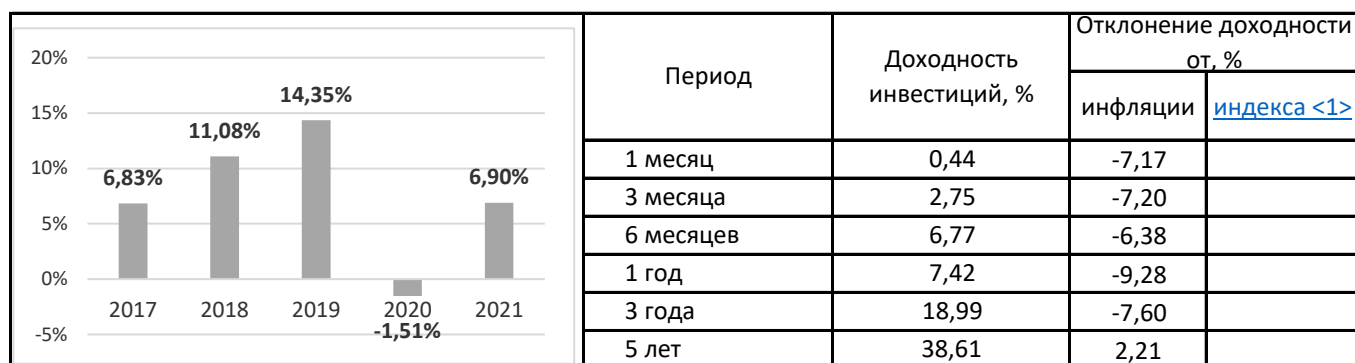 20%
15%
10%
5%
0%
-5%
6,83%
11,08%
14,35%
-1,51%
6,90%
2017 2018 2019 2020 2021
Период
Доходность
инвестиций, %
Отклонение доходности
от, %
инфляции
индекса <1>
1 месяц 0,44 -7,17
3 месяца 2,75 -7,20
6 месяцев 6,77 -6,38
1 год 7,42 -9,28
3 года 18,99 -7,60
5 лет 38,61 2,21